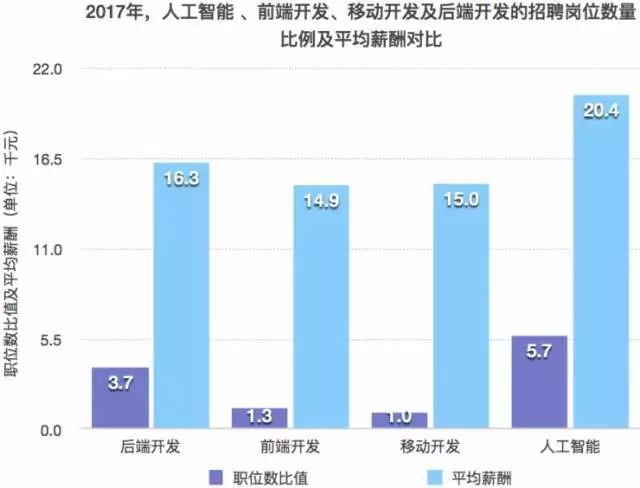 2017年，人工智能 、前端开发、移动开发及后端开发的招聘岗位数量
比例及平均薪酬对比
职位数比值及平均薪酬（单位：千元）
22.0
16.5
11.0
5.5
0.0
3.7
16.3
1.3
14.9
1.0
15.0
5.7
20.4
后端开发
前端开发
移动开发
人工智能
职位数比值
平均薪酬